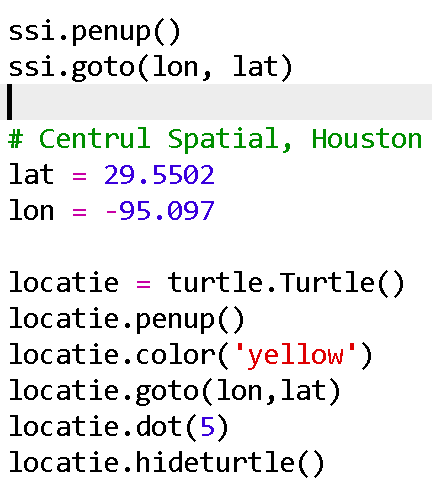 ssi.penup()
ssi.goto(lon, lat)
# Centrul Spatial, Houston
lat = 29.5502
lon = -95.097
locatie = turtle.Turtle()
locatie.penup()
locatie.color('yellow')
locatie.goto(lon,lat)
locatie.dot(5)
locatie.hideturtle()